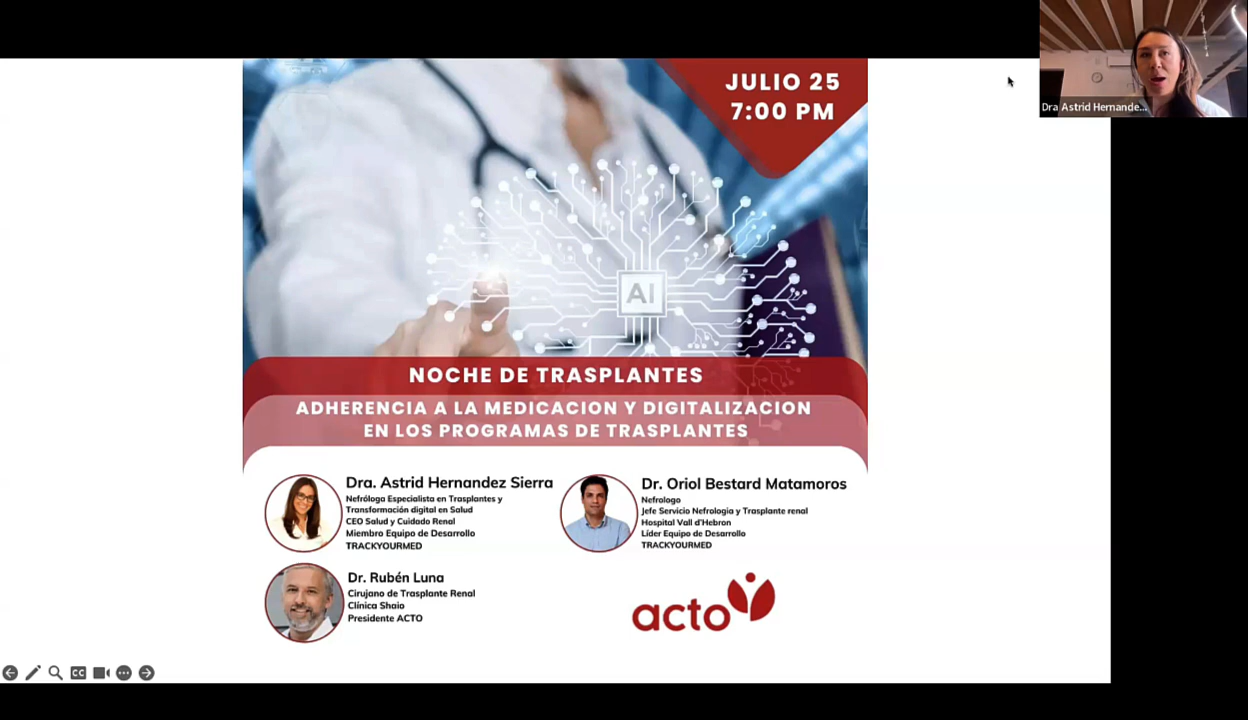 JULIO 25
7:00 PM
Dra Astrid Hernande...
AI
NOCHE DE TRASPLANTES
ADHERENCIA A LA MEDICACION Y DIGITALIZACION
EN LOS PROGRAMAS DE TRASPLANTES
Dra. Astrid Hernandez Sierra
Nefróloga Especialista en Trasplantes y
Transformación digital en Salud
CEO Salud y Cuidado Renal
Miembro Equipo de Desarrollo
TRACKYOURMED
Dr. Oriol Bestard Matamoros
Nefrologo
Jefe Servicio Nefrologia y Trasplante renal
Hospital Vall d'Hebron
Líder Equipo de Desarrollo
TRACKYOURMED
Dr. Rubén Luna
Cirujano de Trasplante Renal
Clínica Shaio
Presidente ACTO
acto
CC